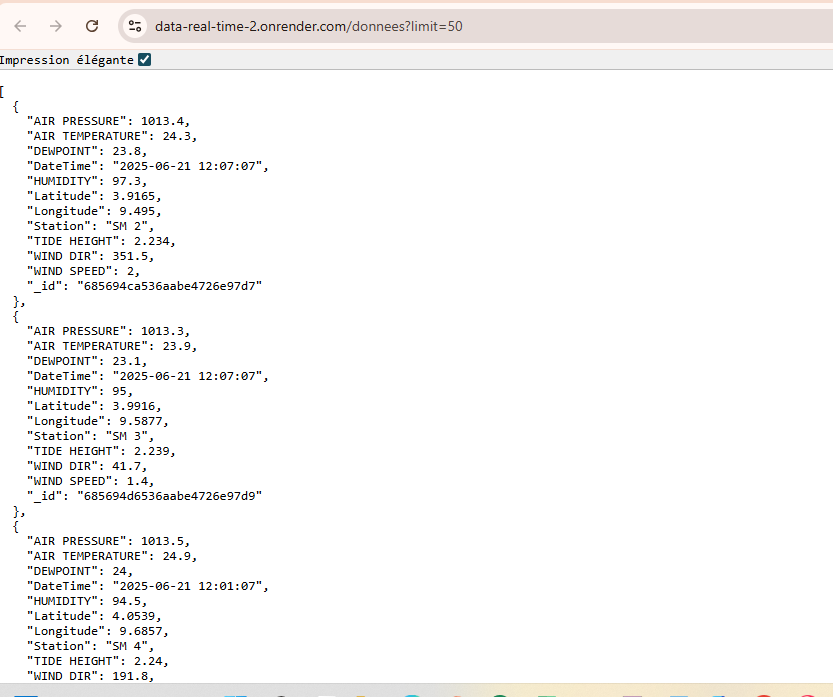 data-real-time-2.onrender.com/donnees?limit=50
Impression élégante
[
{
"AIR PRESSURE": 1013.4,
"AIR TEMPERATURE": 24.3,
"DEWPOINT": 23.8,
"DateTime": "2025-06-21 12:07:07",
"HUMIDITY": 97.3,
"Latitude": 3.9165,
"Longitude": 9.495,
"Station": "SM 2",
"TIDE HEIGHT": 2.234,
"WIND DIR": 351.5,
"WIND SPEED": 2,
"_id": "685694ca536aabe4726e97d7"
},
{
"AIR PRESSURE": 1013.3,
"AIR TEMPERATURE": 23.9,
"DEWPOINT": 23.1,
"DateTime": "2025-06-21 12:07:07",
"HUMIDITY": 95,
"Latitude": 3.9916,
"Longitude": 9.5877,
"Station": "SM 3",
"TIDE HEIGHT": 2.239,
"WIND DIR": 41.7,
"WIND SPEED": 1.4,
"_id": "685694d6536aabe4726e97d9"
},
{
"AIR PRESSURE": 1013.5,
"AIR TEMPERATURE": 24.9,
"DEWPOINT": 24,
"DateTime": "2025-06-21 12:01:07",
"HUMIDITY": 94.5,
"Latitude": 4.0539,
"Longitude": 9.6857,
"Station": "SM 4",
"TIDE HEIGHT": 2.24,
"WIND DIR": 191.8,